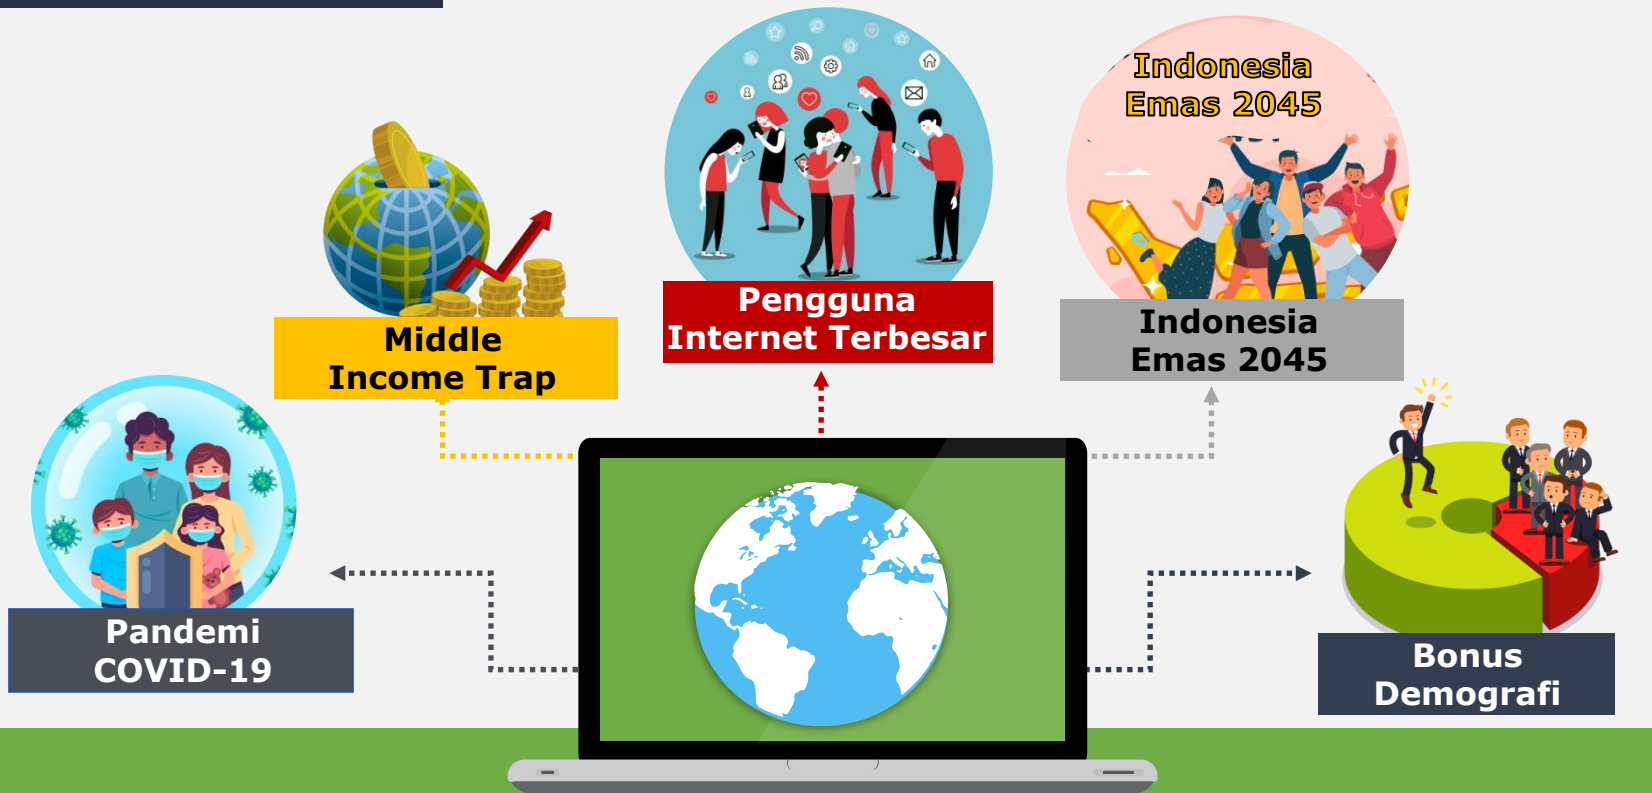 Indonesia
Emas 2045
Middle
Income Trap
Pengguna
Internet Terbesar
Indonesia
Emas 2045
Pandemi
COVID-19
Bonus
Demografi